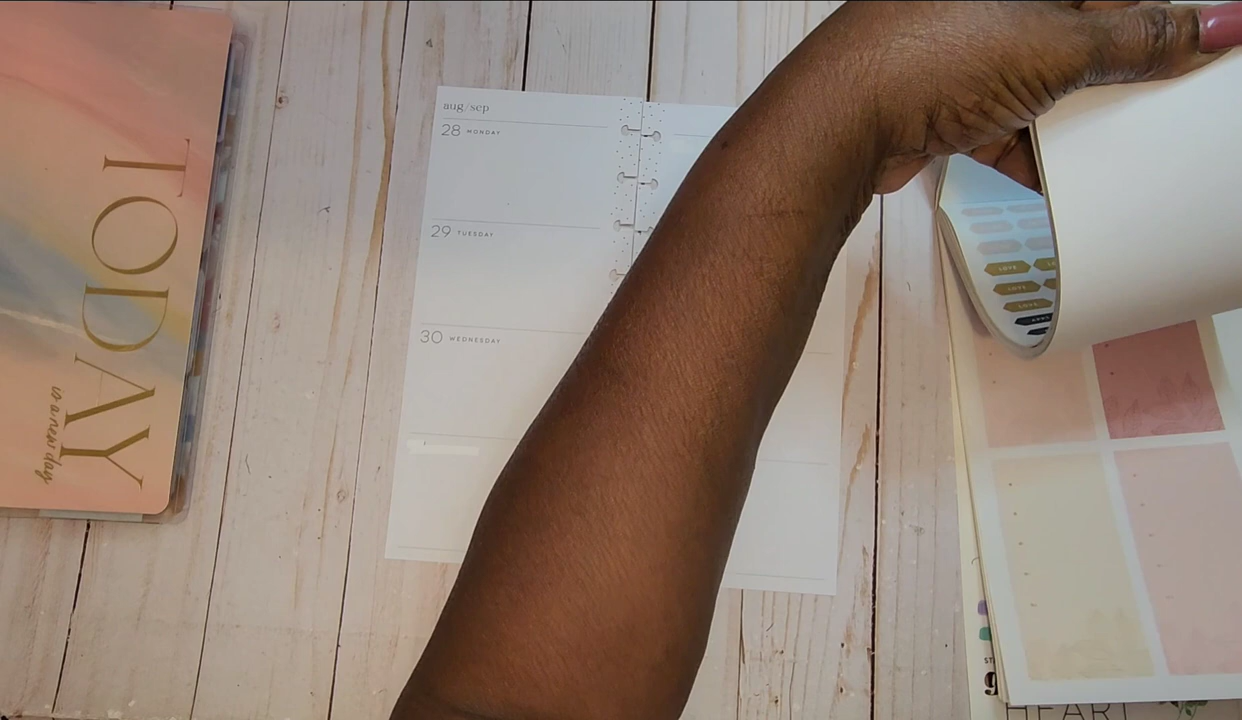 TODAY
is a new day
aug/sep
28 MONDAY
29 TUESDAY
30 WEDNESDAY
LOVE
LOVE
LOVE
HEART